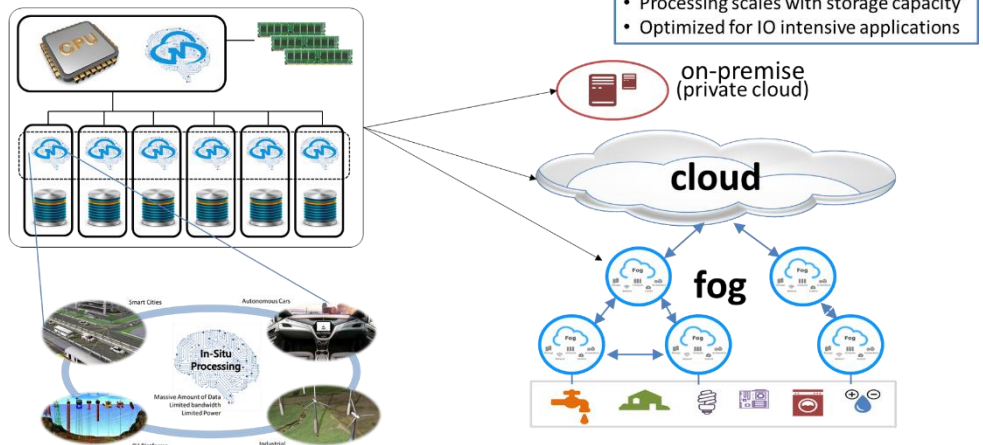 • Processing scales with storage capacity
• Optimized for IO intensive applications
CPU
on-premise
(private cloud)
cloud
fog
Fog
Fog
Fog
Fog
Fog
Smart Cities
Autonomous Cars
In-Situ
Processing
Massive Amount of Data
Limited bandwidth
Limited Power
Industrial